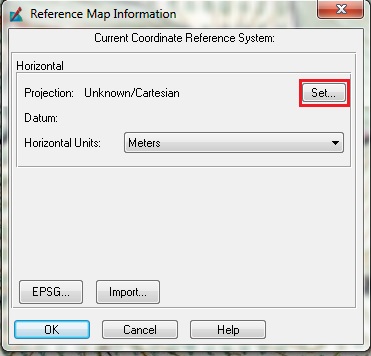 Reference Map Information
Current Coordinate Reference System:
Horizontal
Projection: Unknown/Cartesian Set...
Datum:
Horizontal Units: Meters
EPSG... Import...
OK Cancel Help